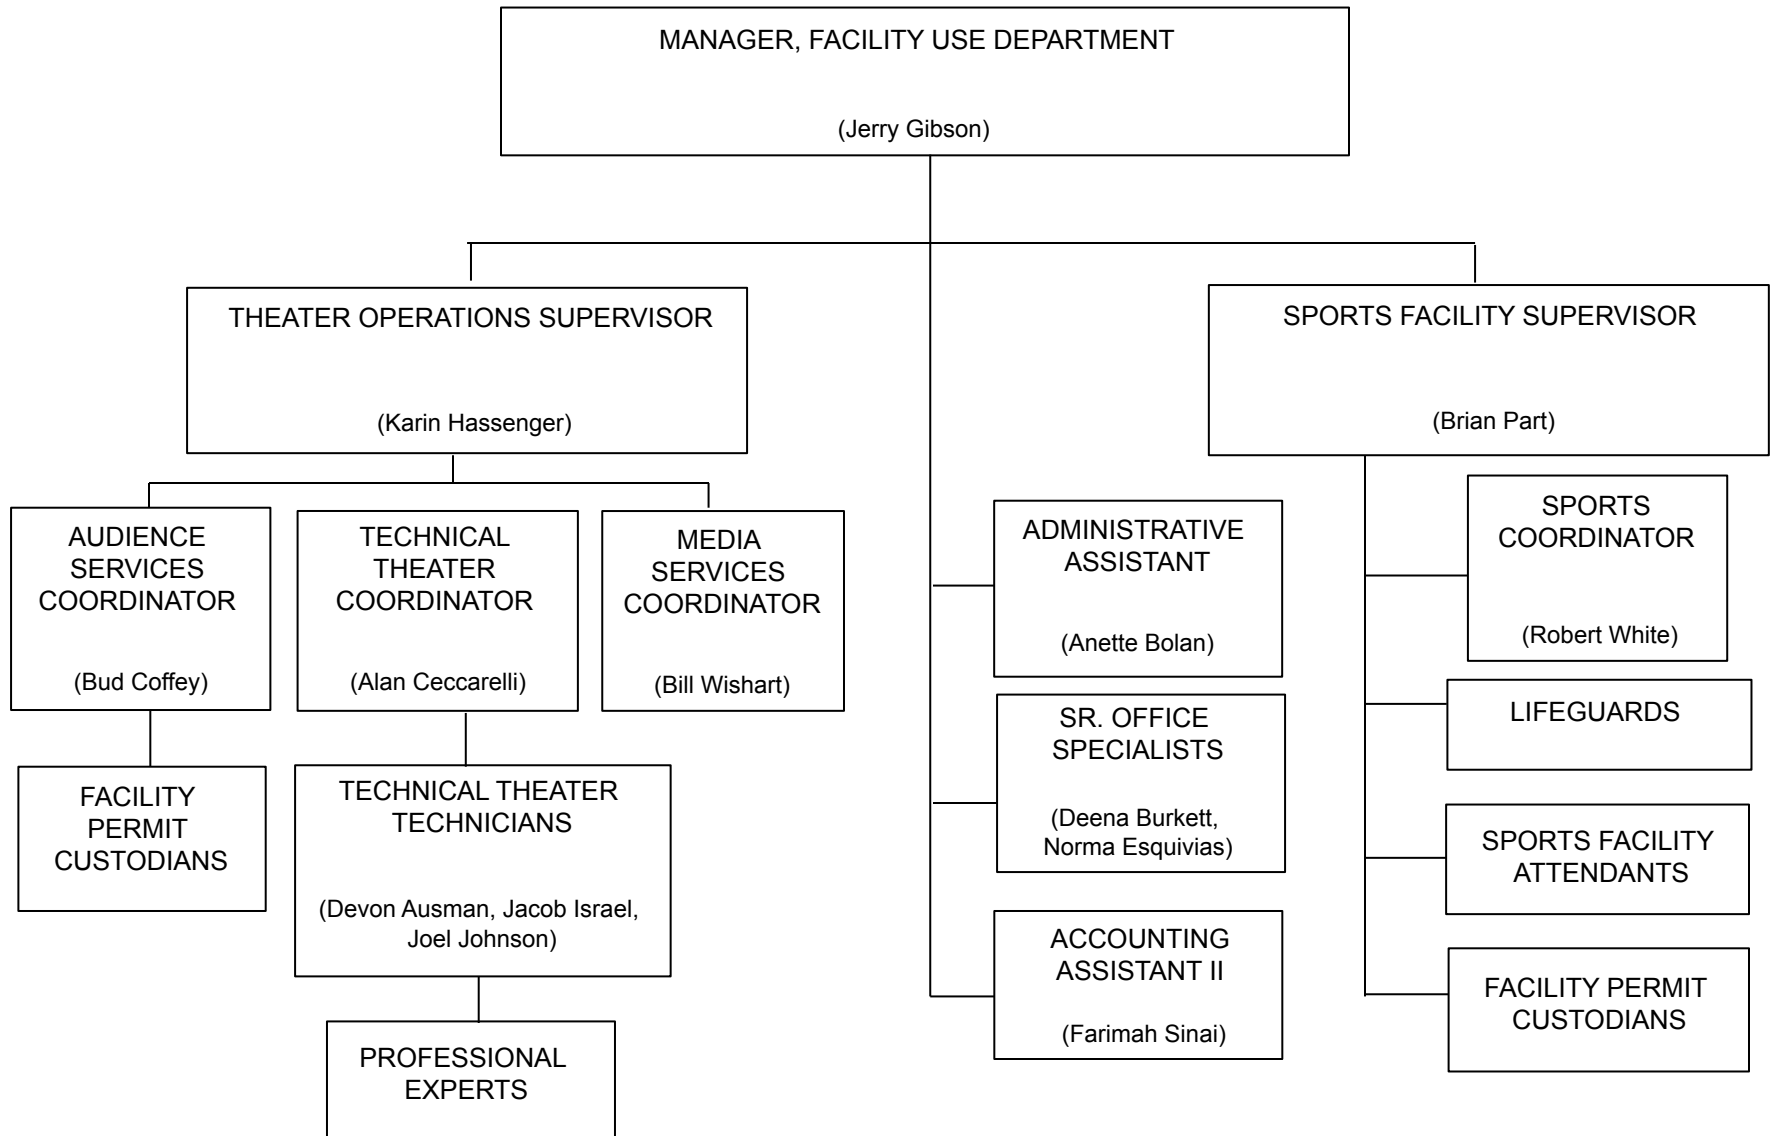 MANAGER, FACILITY USE DEPARTMENT
(Jerry Gibson)
THEATER OPERATIONS SUPERVISOR
(Karin Hassenger)
SPORTS FACILITY SUPERVISOR
(Brian Part)
AUDIENCE
SERVICES
COORDINATOR
(Bud Coffey)
TECHNICAL
THEATER
COORDINATOR
(Alan Ceccarelli)
MEDIA
SERVICES
COORDINATOR
(Bill Wishart)
ADMINISTRATIVE
ASSISTANT
(Anette Bolan)
SPORTS
COORDINATOR
(Robert White)
SR. OFFICE
SPECIALISTS
(Deena Burkett,
Norma Esquivias)
LIFEGUARDS
FACILITY
PERMIT
CUSTODIANS
TECHNICAL THEATER
TECHNICIANS
(Devon Ausman, Jacob Israel,
Joel Johnson)
SPORTS FACILITY
ATTENDANTS
ACCOUNTING
ASSISTANT II
(Farimah Sinai)
FACILITY PERMIT
CUSTODIANS
PROFESSIONAL
EXPERTS